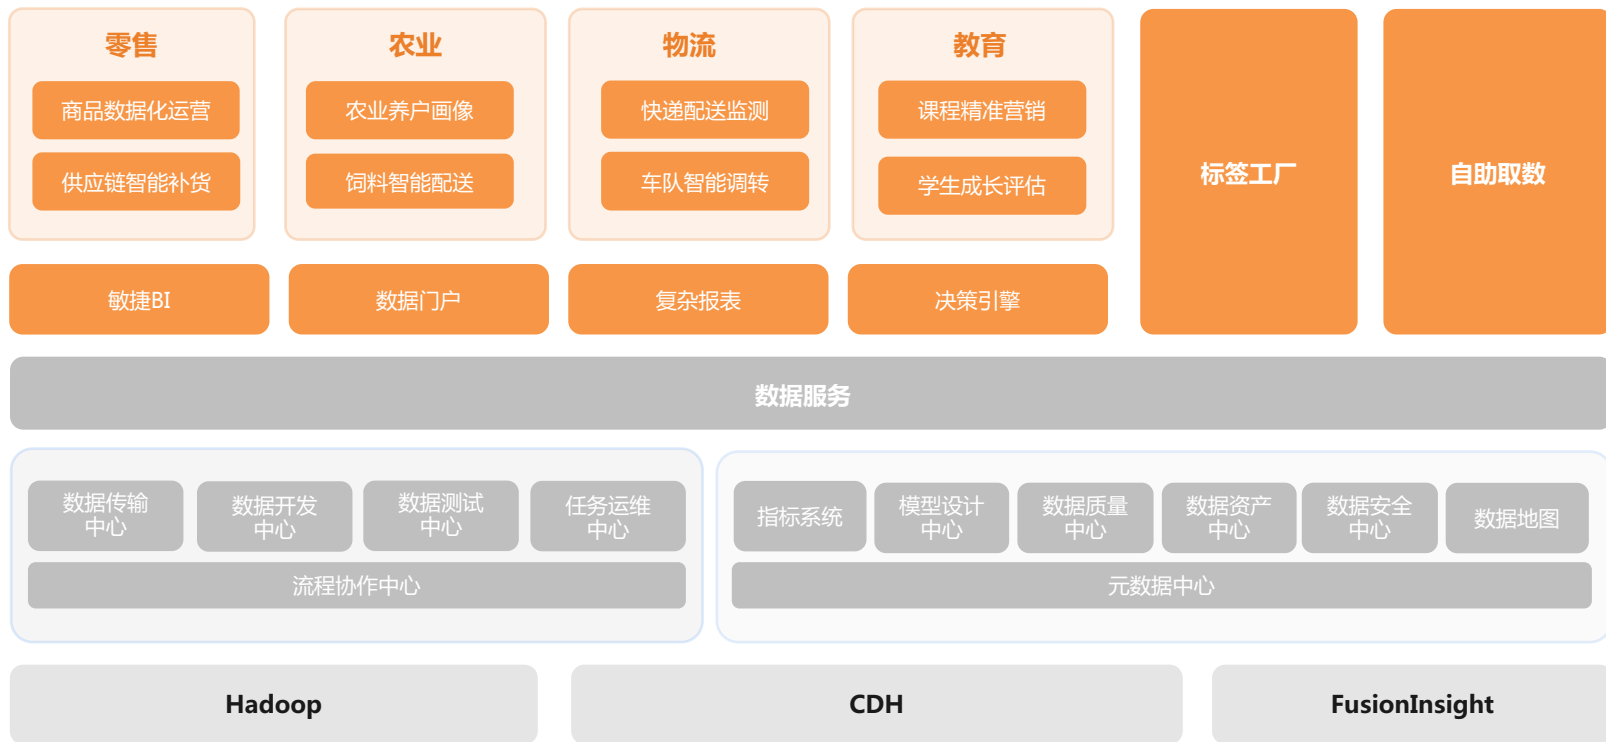 零售
商品数据化运营
供应链智能补货
农业
农业养户画像
饲料智能配送
物流
快递配送监测
车队智能调转
教育
课程精准营销
学生成长评估
标签工厂
自助取数
敏捷BI
数据门户
复杂报表
决策引擎
数据服务
数据传输
中心
数据开发
中心
数据测试
中心
任务运维
中心
流程协作中心
指标系统
模型设计
中心
数据质量
中心
数据资产
中心
数据安全
中心
数据地图
元数据中心
Hadoop
CDH
FusionInsight